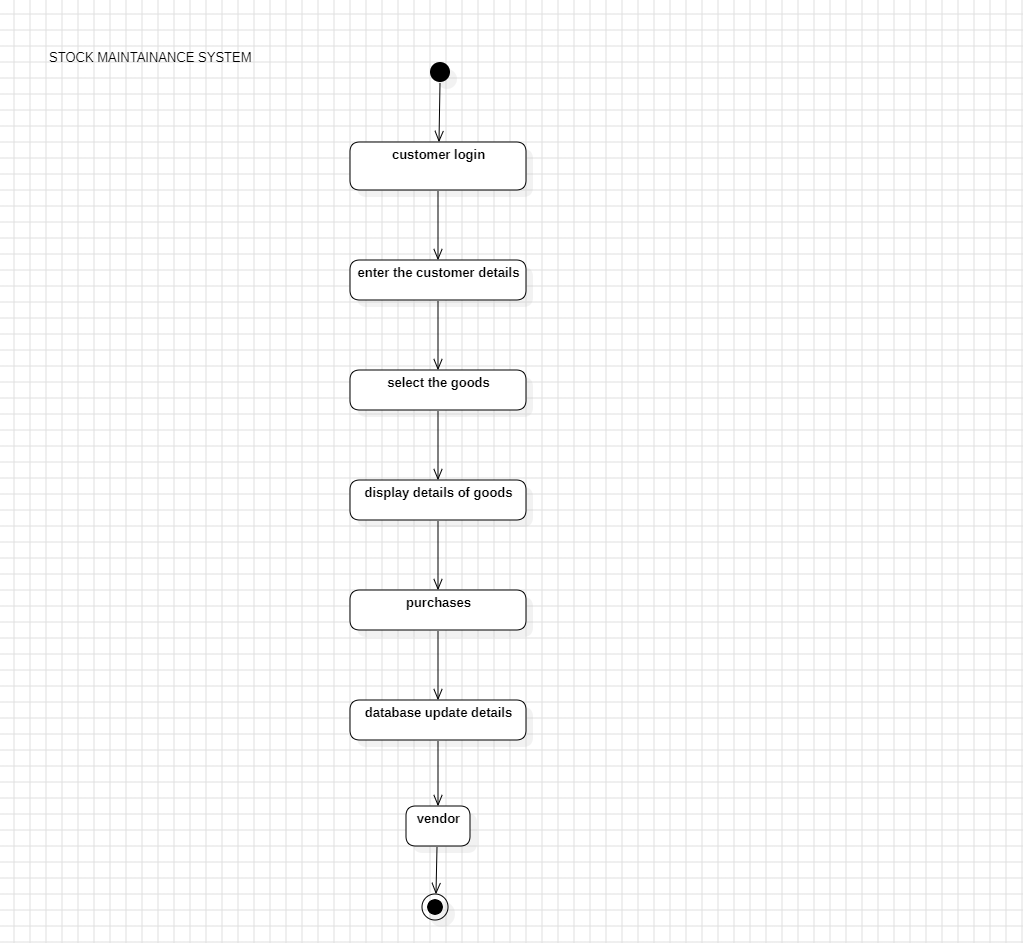 STOCK MAINTAINANCE SYSTEM
customer login
enter the customer details
select the goods
display details of goods
purchases
database update details
vendor